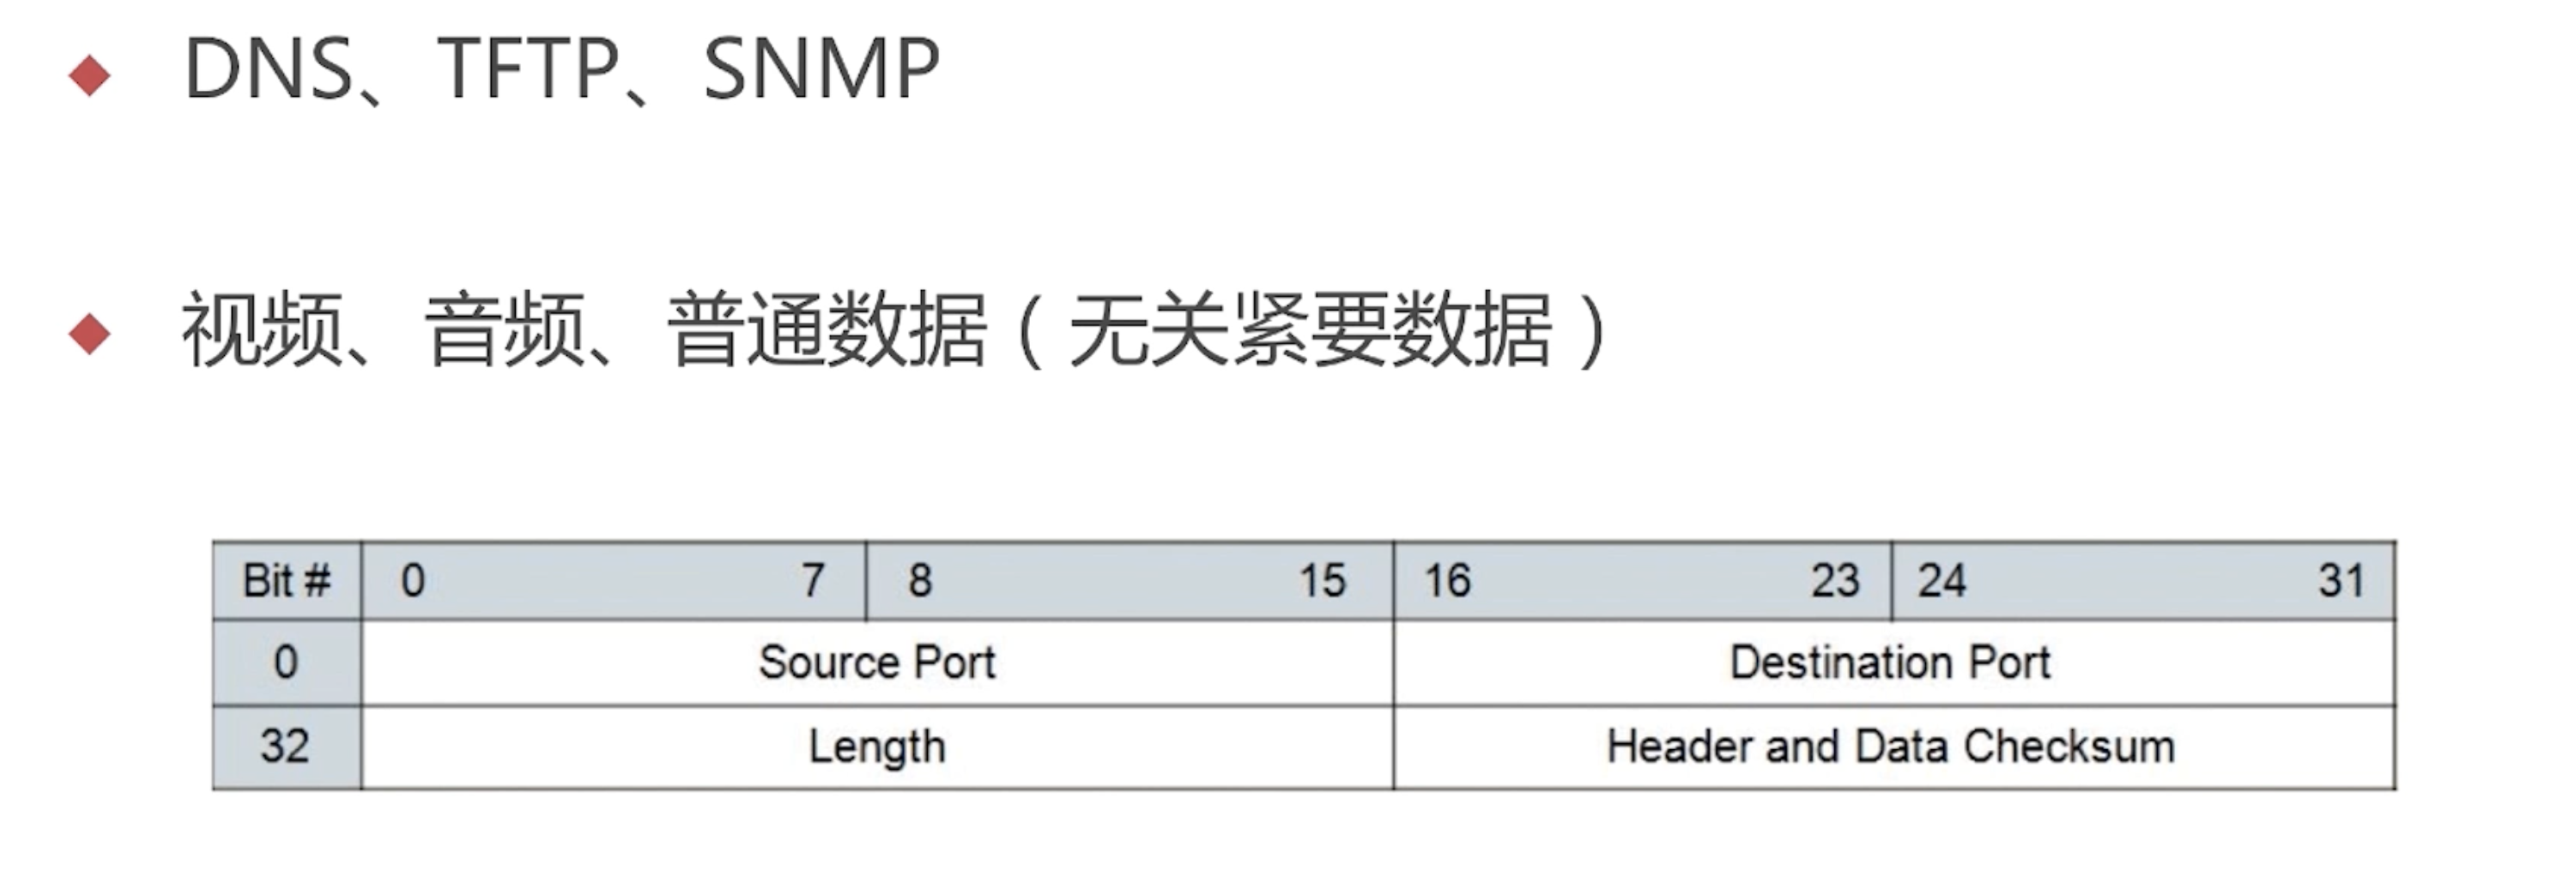 DNS、TFTP、SNMP
视频、音频、普通数据（无关紧要数据）
Bit # 0 7 8 15 16 23 24 31
0 Source Port Destination Port
32 Length Header and Data Checksum